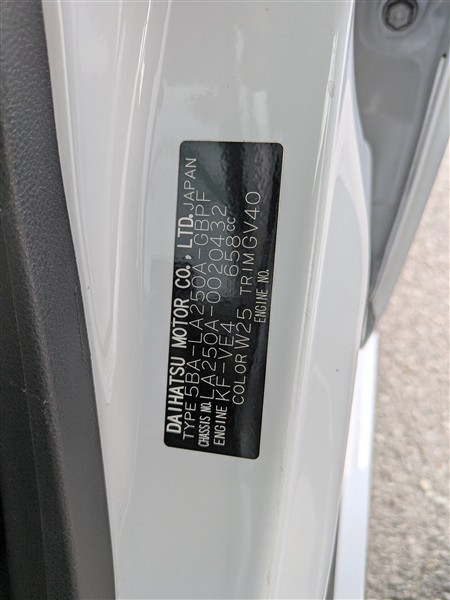 DAIHATSU MOTOR CO., LTD. JAPAN
TYPE 5BA-LA250A-GBPF
CHASSIS NO. LA250A-0020432
ENGINE KF-VE4 658cc
COLOR W25 TRIM GV40
ENGINE NO.